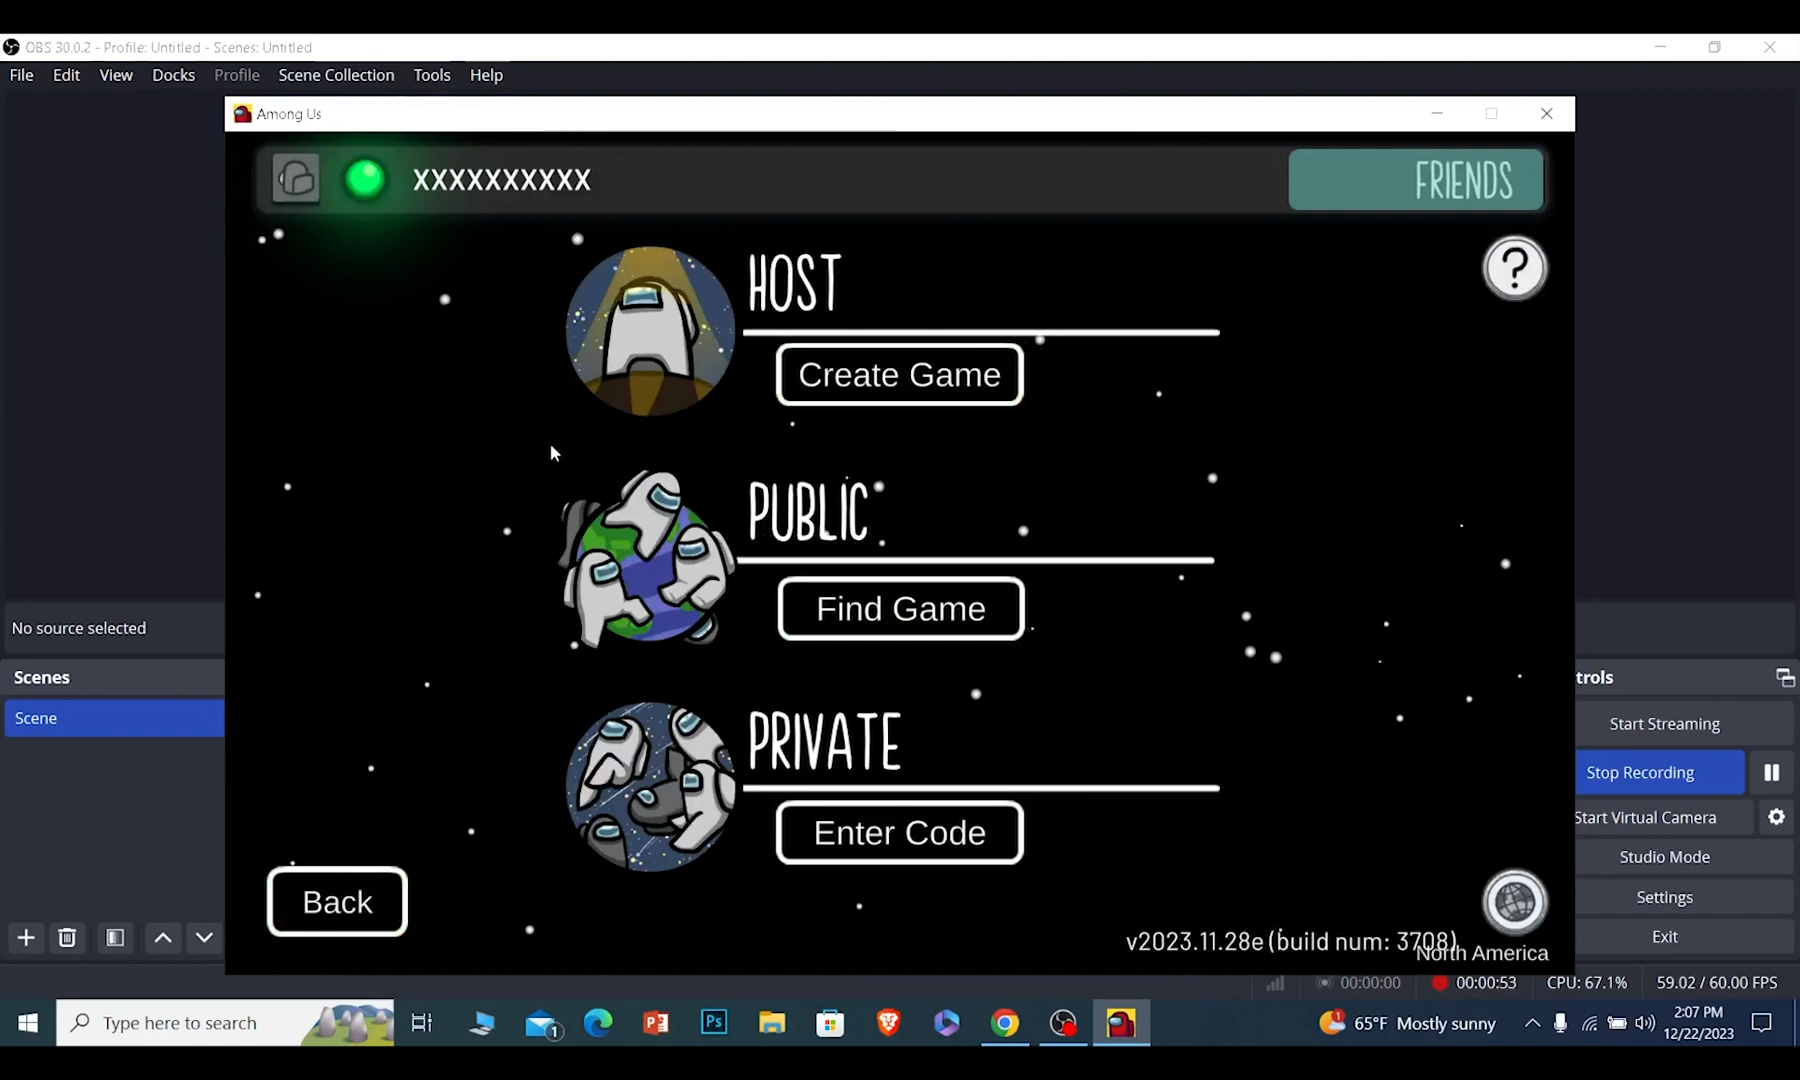 OBS 30.0.2 - Profile: Untitled - Scenes: Untitled
File Edit View Docks Profile Scene Collection Tools Help
Among Us
XXXXXXXXXX
FRIENDS
?
HOST
Create Game
PUBLIC
Find Game
PRIVATE
Enter Code
Back
v2023.11.28e (build num: 3708)
North America
No source selected
Scenes
Scene
trols
Start Streaming
Stop Recording
Start Virtual Camera
Studio Mode
Settings
Exit
00:00:00 00:00:53 CPU: 67.1% 59.02 / 60.00 FPS
Type here to search
1
Ps
1
65°F Mostly sunny
2:07 PM
12/22/2023